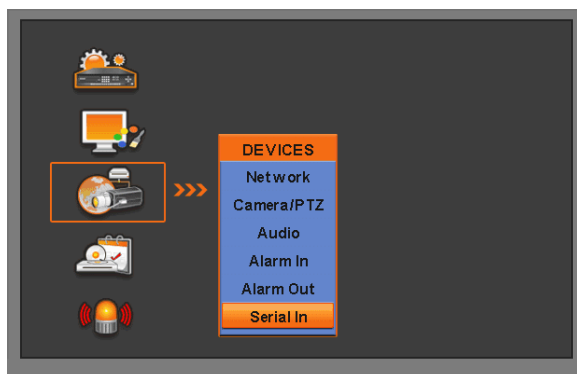 DEVICES
Network
Camera/PTZ
Audio
Alarm In
Alarm Out
Serial In